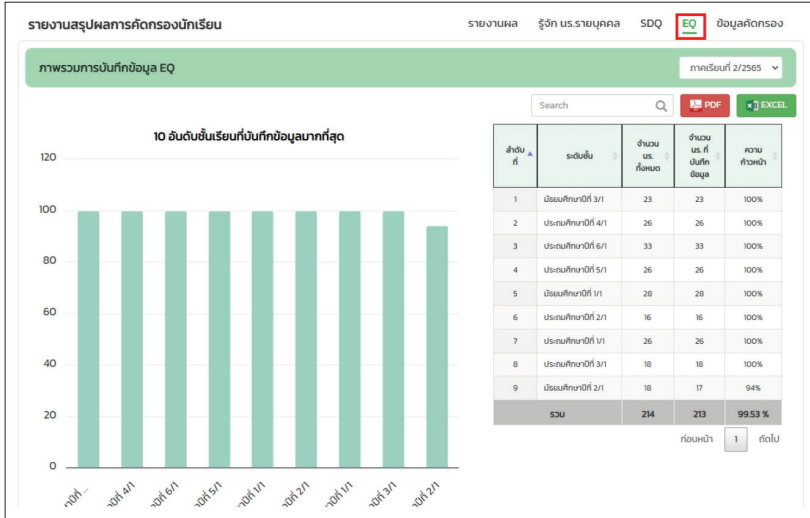 รายงานสรุปผลการคัดกรองนักเรียน
รายงานผล รู้จัก นร.รายบุคคล SDQ EQ ข้อมูลคัดกรอง
ภาพรวมการบันทึกข้อมูล EQ
ภาคเรียนที่ 2/2565
Search PDF EXCEL
10 อันดับชั้นเรียนที่บันทึกข้อมูลมากที่สุด
120
100
80
60
40
20
0
าปีที่ ...
าปีที่ 4/1
าปีที่ 6/1
าปีที่ 5/1
าปีที่ 1/1
าปีที่ 2/1
าปีที่ 1/1
าปีที่ 3/1
าปีที่ 2/1
ลำดับที่ ระดับชั้น จำนวน นร. ทั้งหมด จำนวน นร. ที่บันทึกข้อมูล ความก้าวหน้า
1 มัธยมศึกษาปีที่ 3/1 23 23 100%
2 ประถมศึกษาปีที่ 4/1 26 26 100%
3 ประถมศึกษาปีที่ 6/1 33 33 100%
4 ประถมศึกษาปีที่ 5/1 26 26 100%
5 มัธยมศึกษาปีที่ 1/1 28 28 100%
6 ประถมศึกษาปีที่ 2/1 16 16 100%
7 ประถมศึกษาปีที่ 1/1 26 26 100%
8 ประถมศึกษาปีที่ 3/1 18 18 100%
9 มัธยมศึกษาปีที่ 2/1 18 17 94%
รวม 214 213 99.53 %
ก่อนหน้า 1 ถัดไป